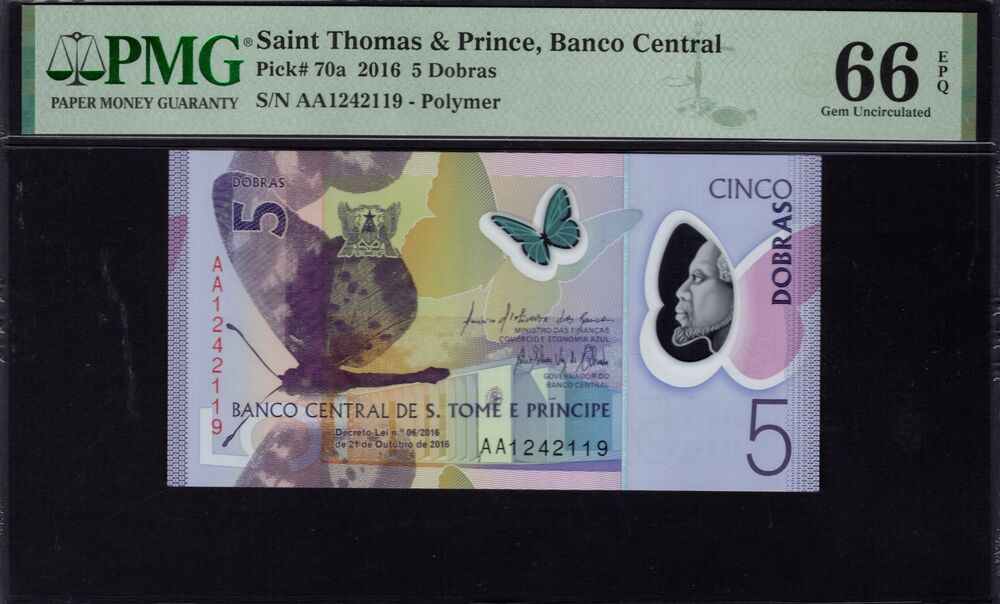 PMG®
PAPER MONEY GUARANTY
Saint Thomas & Prince, Banco Central
Pick# 70a 2016 5 Dobras
S/N AA1242119 - Polymer
66 EPQ
Gem Uncirculated
DOBRAS
5
AA1242119
CINCO
DOBRAS
MINISTRO DAS FINANÇAS
COMÉRCIO E ECONOMIA AZUL
GOVERNADOR DO
BANCO CENTRAL
BANCO CENTRAL DE S. TOMÉ E PRÍNCIPE
Decreto-Lei n.º 06/2016
de 21 de Outubro de 2016
AA1242119
5